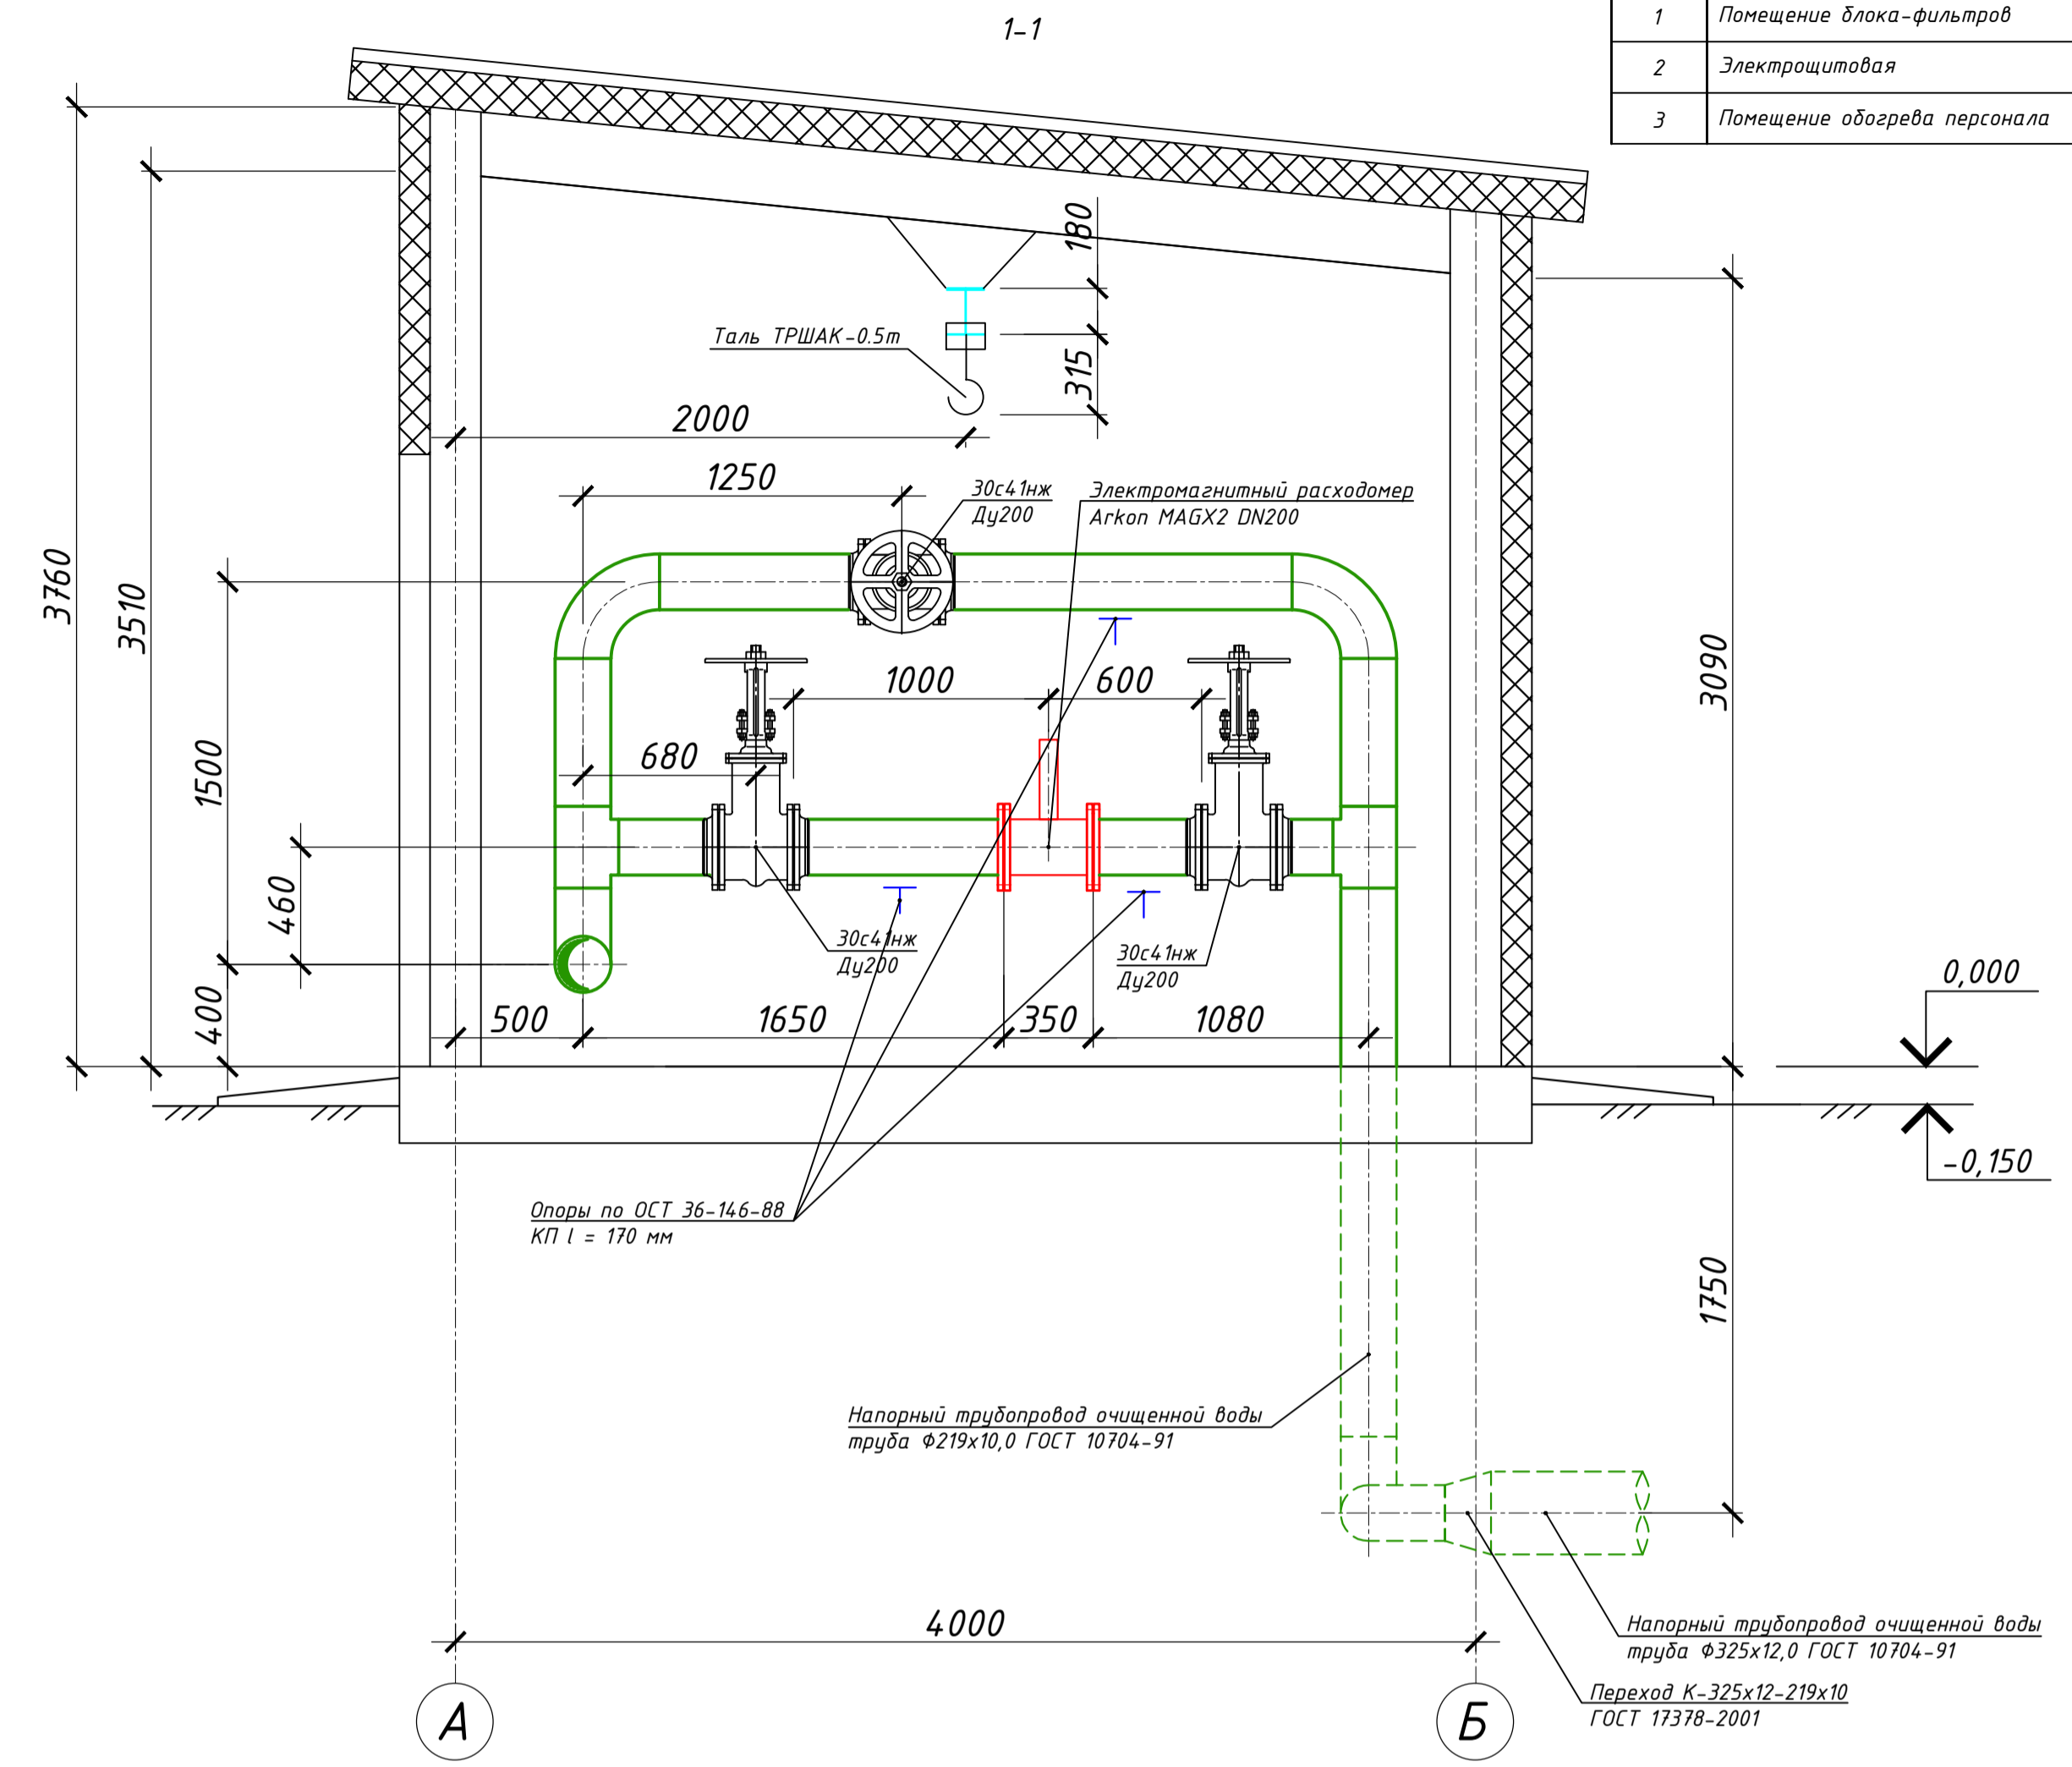 1-1
1 Помещение блока-фильтров
2 Электрощитовая
3 Помещение обогрева персонала
180
Таль ТРШАК-0.5т
315
2000
1250
30с41нж
Ду200
Электромагнитный расходомер
Arkon MAGX2 DN200
3760
3510
3090
1000
600
680
1500
460
400
30с41нж
Ду200
30с41нж
Ду200
500
1650
350
1080
0,000
-0,150
Опоры по ОСТ 36-146-88
КП l = 170 мм
1750
Напорный трубопровод очищенной воды
труба Ф219х10,0 ГОСТ 10704-91
4000
Напорный трубопровод очищенной воды
труба Ф325х12,0 ГОСТ 10704-91
Переход К-325х12-219х10
ГОСТ 17378-2001
А
Б